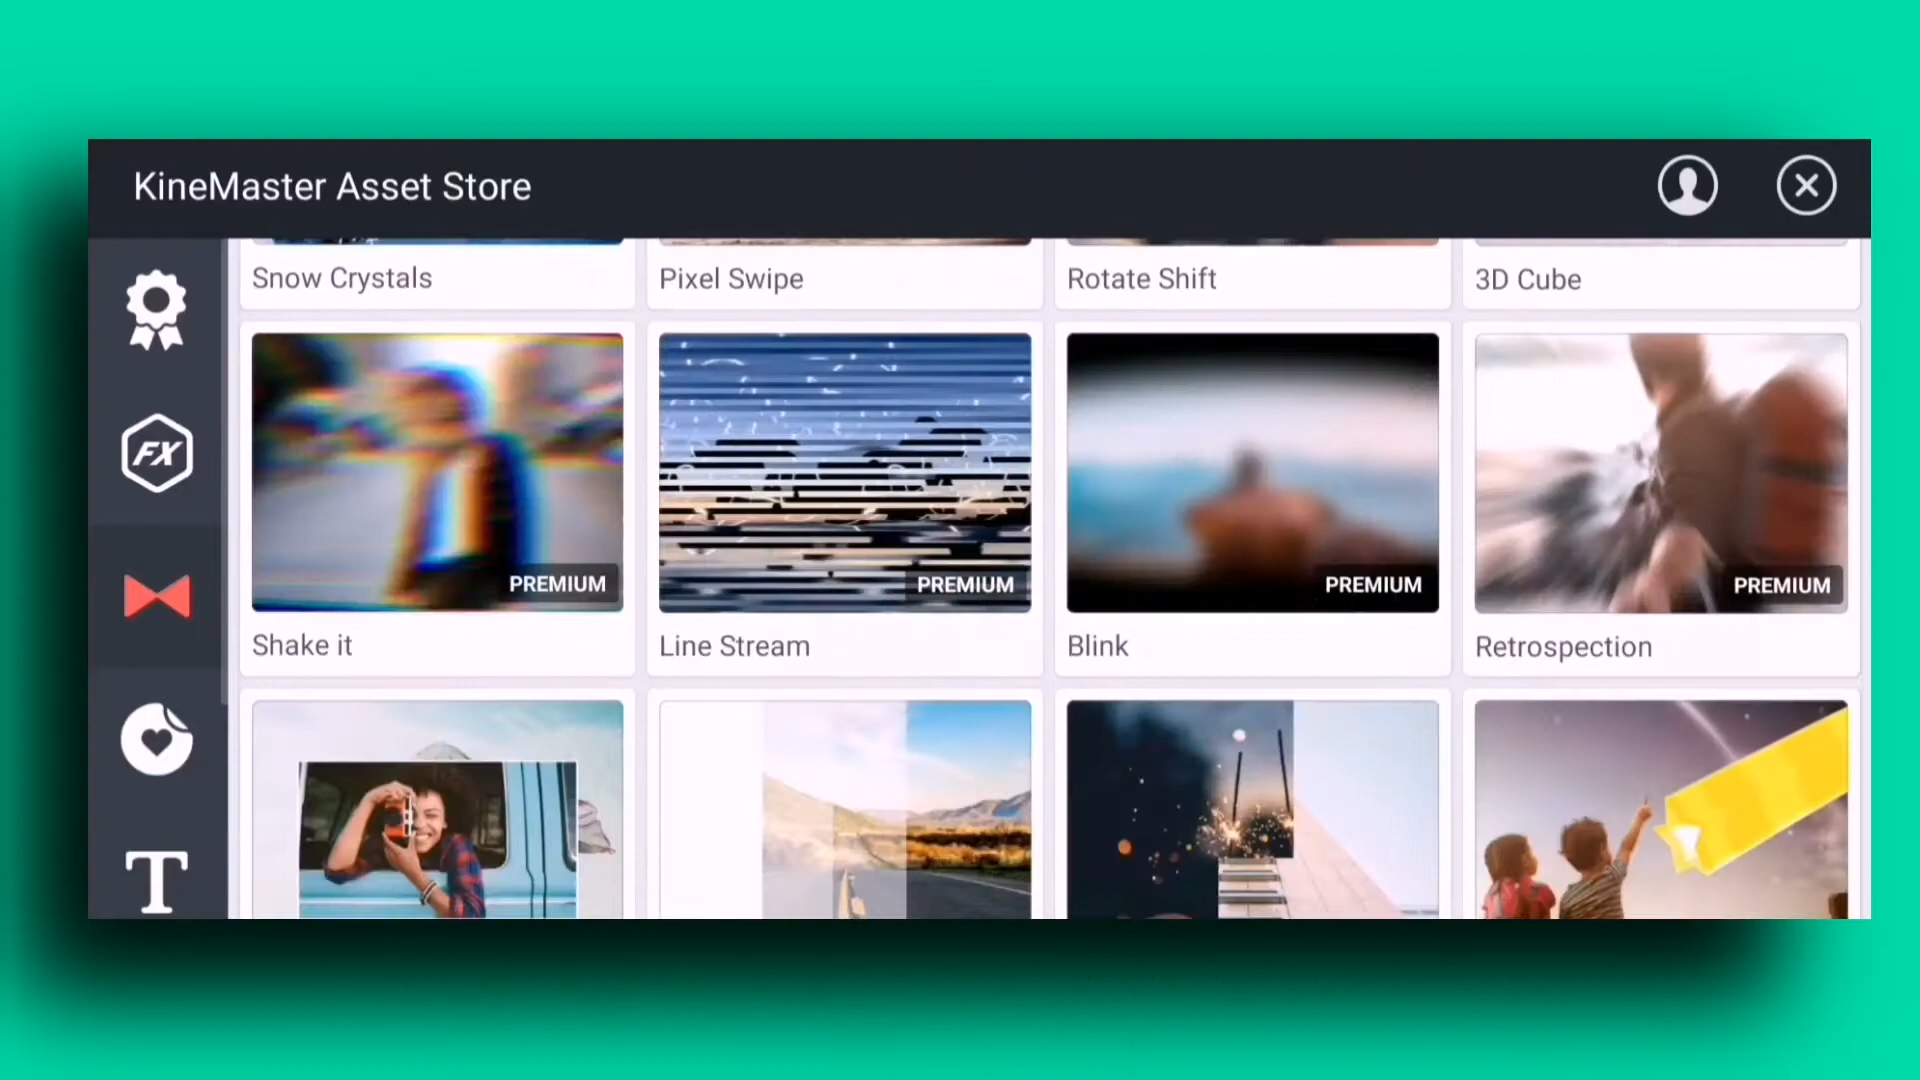 KineMaster Asset Store
Snow Crystals
Pixel Swipe
Rotate Shift
3D Cube
FX
PREMIUM
PREMIUM
PREMIUM
PREMIUM
Shake it
Line Stream
Blink
Retrospection
T